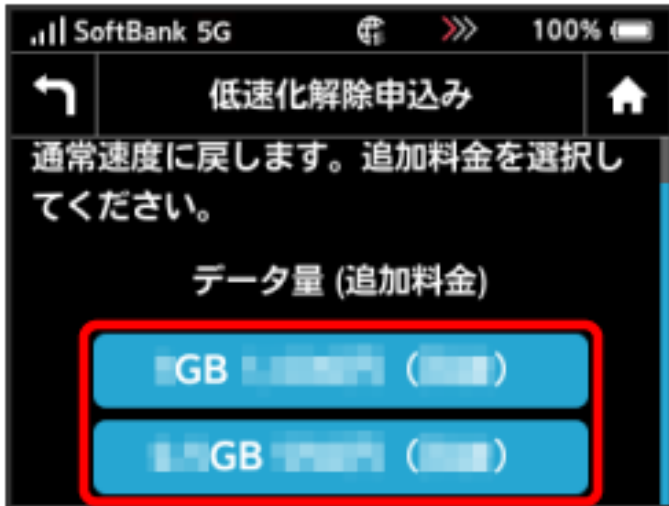 SoftBank 5G 100%
低速化解除申込み
通常速度に戻します。追加料金を選択し
てください。
データ量 (追加料金)
GB ( )
GB ( )